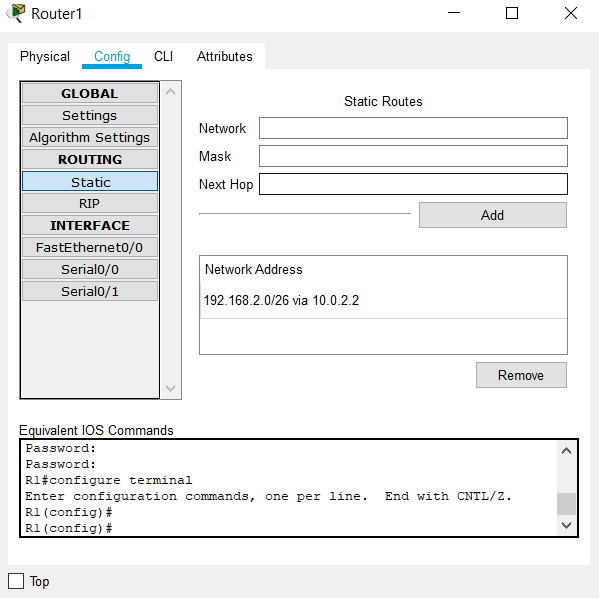 Router1
Physical Config CLI Attributes
GLOBAL
Settings
Algorithm Settings
ROUTING
Static
RIP
INTERFACE
FastEthernet0/0
Serial0/0
Serial0/1
Static Routes
Network
Mask
Next Hop
Add
Network Address
192.168.2.0/26 via 10.0.2.2
Remove
Equivalent IOS Commands
Password:
Password:
R1#configure terminal
Enter configuration commands, one per line.  End with CNTL/Z.
R1(config)#
R1(config)#
Top